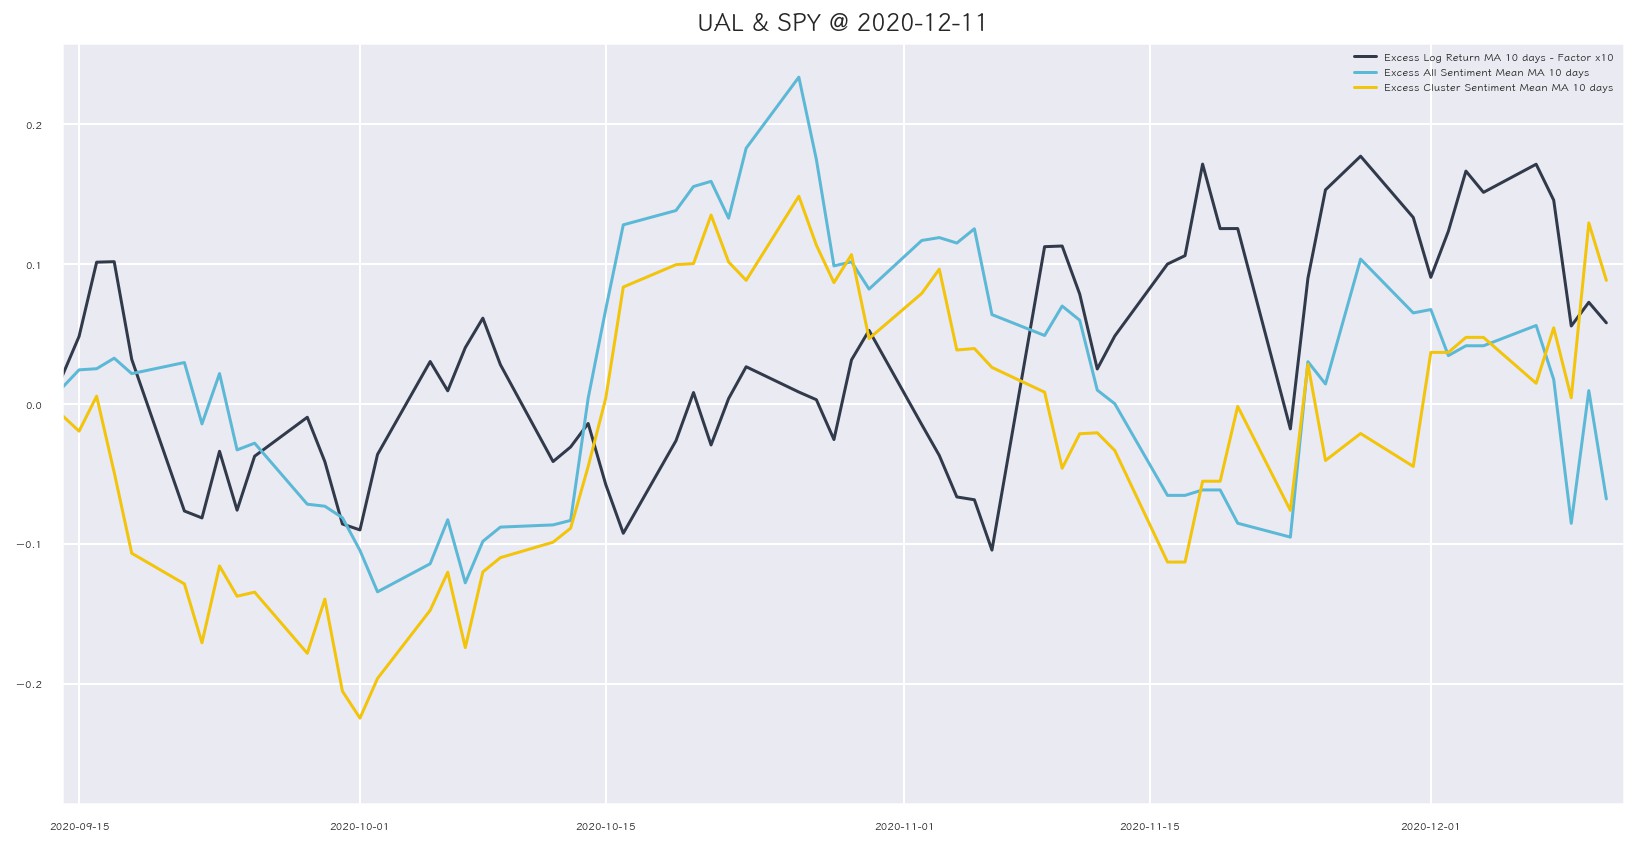 UAL & SPY @ 2020-12-11
Excess Log Return MA 10 days - Factor x10
Excess All Sentiment Mean MA 10 days
Excess Cluster Sentiment Mean MA 10 days
0.2
0.1
0.0
−0.1
−0.2
2020-09-15 2020-10-01 2020-10-15 2020-11-01 2020-11-15 2020-12-01